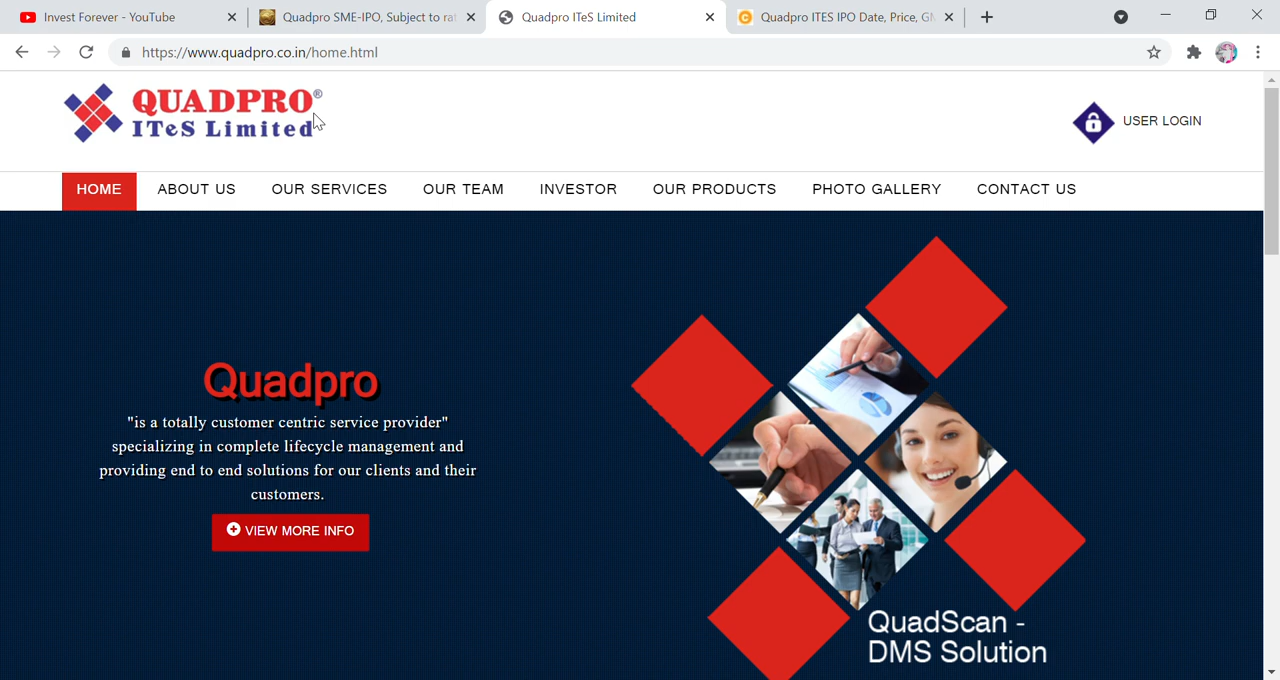 Invest Forever - YouTube
Quadpro SME-IPO, Subject to ra
Quadpro ITeS Limited
Quadpro ITES IPO Date, Price, GM
https://www.quadpro.co.in/home.html
QUADPRO®
ITeS Limited
USER LOGIN
HOME
ABOUT US
OUR SERVICES
OUR TEAM
INVESTOR
OUR PRODUCTS
PHOTO GALLERY
CONTACT US
Quadpro
"is a totally customer centric service provider"
specializing in complete lifecycle management and
providing end to end solutions for our clients and their
customers.
VIEW MORE INFO
QuadScan -
DMS Solution